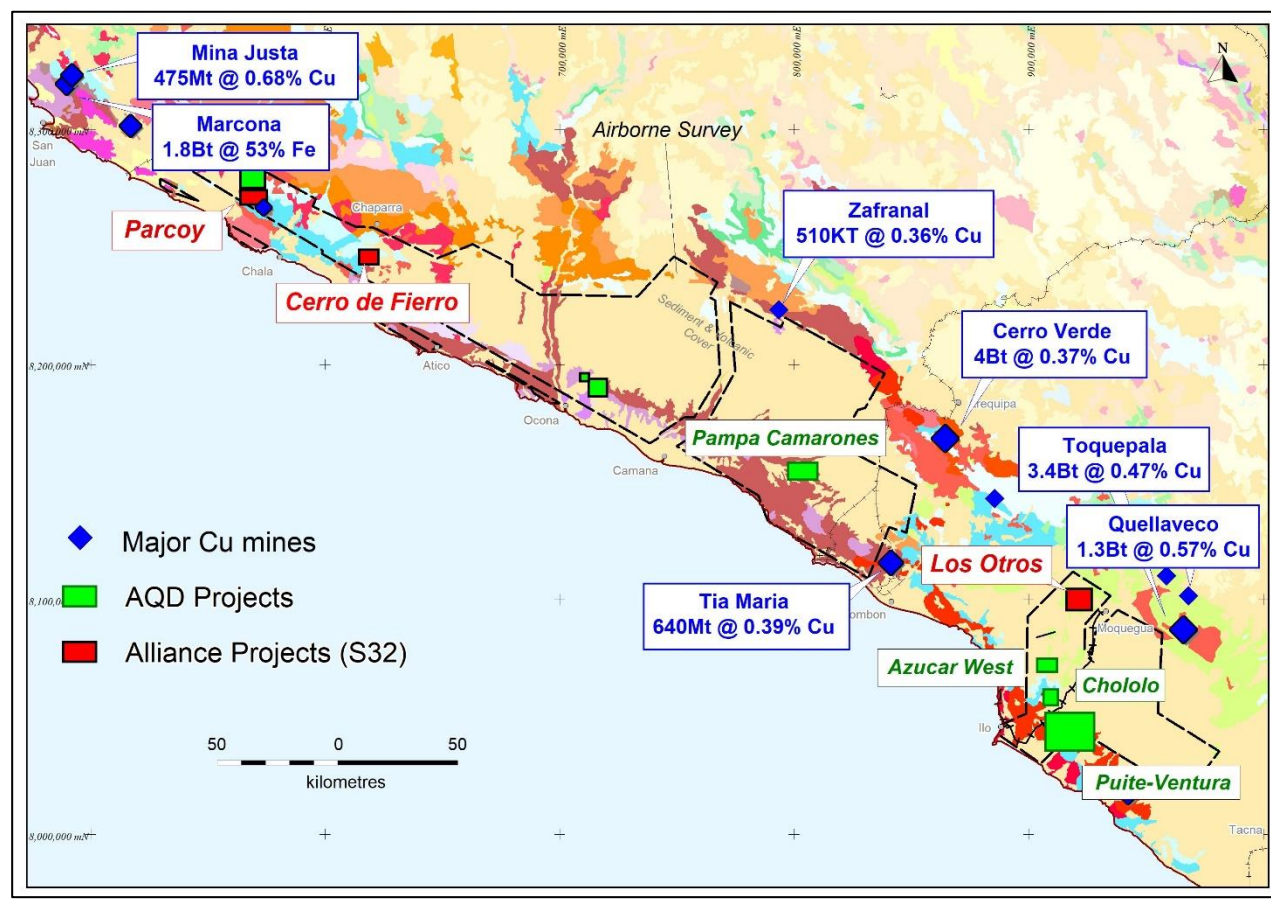 Mina Justa
475Mt @ 0.68% Cu
Marcona
1.8Bt @ 53% Fe
700,000 mE
800,000 mE
900,000 mE
N
8,300,000 mN
San
Juan
Airborne Survey
Parcoy
Chaparra
Chala
Cerro de Fierro
Zafranal
510KT @ 0.36% Cu
Sediment & Volcanic
Cover
Cerro Verde
4Bt @ 0.37% Cu
8,200,000 mN
Atico
Ocona
Camana
Pampa Camarones
Toquepala
3.4Bt @ 0.47% Cu
Quellaveco
1.3Bt @ 0.57% Cu
Major Cu mines
AQD Projects
Alliance Projects (S32)
Los Otros
Tia Maria
640Mt @ 0.39% Cu
Moquegua
Azucar West
Chololo
Ilo
50 0 50
kilometres
Puite-Ventura
8,000,000 mN
Tacna